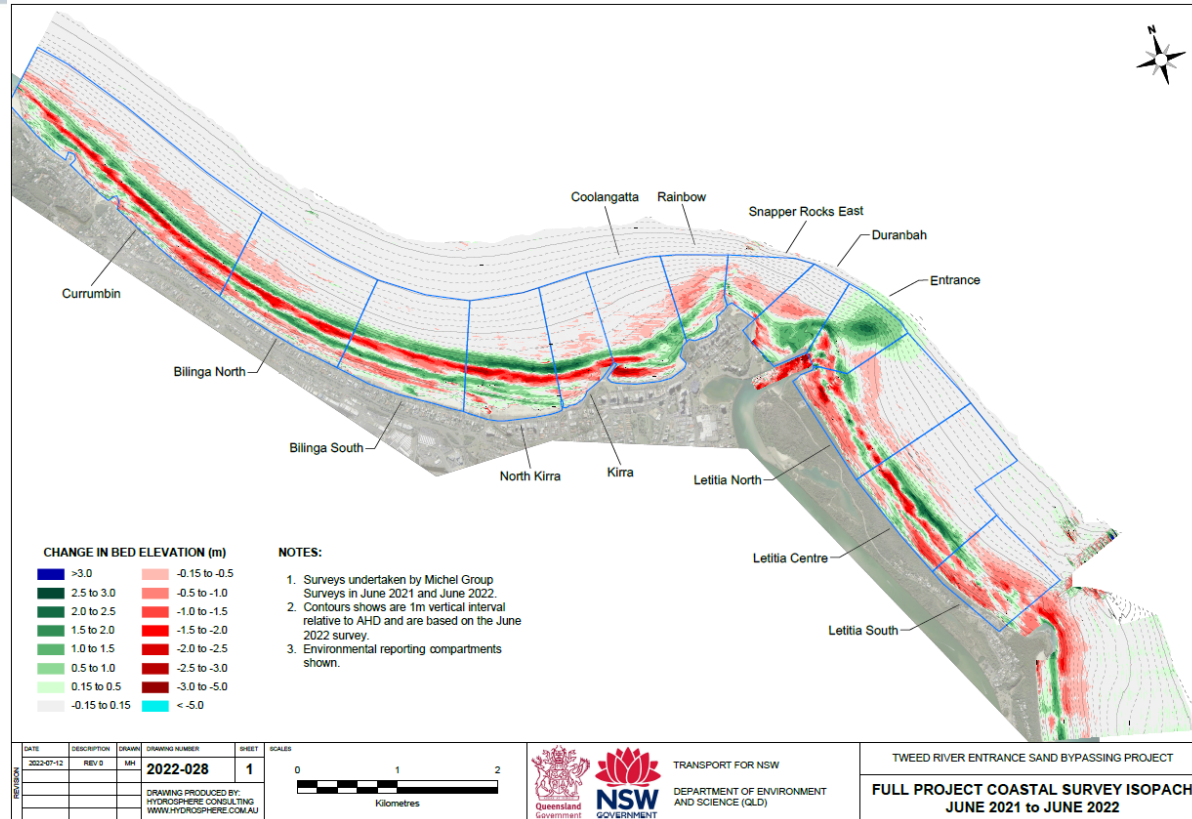 N
Coolangatta
Rainbow
Snapper Rocks East
Duranbah
Entrance
Currumbin
Bilinga North
Bilinga South
North Kirra
Kirra
Letitia North
Letitia Centre
Letitia South
CHANGE IN BED ELEVATION (m)
>3.0
2.5 to 3.0
2.0 to 2.5
1.5 to 2.0
1.0 to 1.5
0.5 to 1.0
0.15 to 0.5
-0.15 to 0.15
-0.15 to -0.5
-0.5 to -1.0
-1.0 to -1.5
-1.5 to -2.0
-2.0 to -2.5
-2.5 to -3.0
-3.0 to -5.0
< -5.0
NOTES:
1. Surveys undertaken by Michel Group
Surveys in June 2021 and June 2022.
2. Contours shows are 1m vertical interval
relative to AHD and are based on the June
2022 survey.
3. Environmental reporting compartments
shown.
REVISION
DATE DESCRIPTION DRAWN
2022-07-12 REV 0 MH
DRAWING NUMBER SHEET
2022-028 1
DRAWING PRODUCED BY:
HYDROSPHERE CONSULTING
WWW.HYDROSPHERE.COM.AU
SCALES
0 1 2
Kilometres
Queensland
Government
NSW
GOVERNMENT
TRANSPORT FOR NSW
DEPARTMENT OF ENVIRONMENT
AND SCIENCE (QLD)
TWEED RIVER ENTRANCE SAND BYPASSING PROJECT
FULL PROJECT COASTAL SURVEY ISOPACH
JUNE 2021 to JUNE 2022